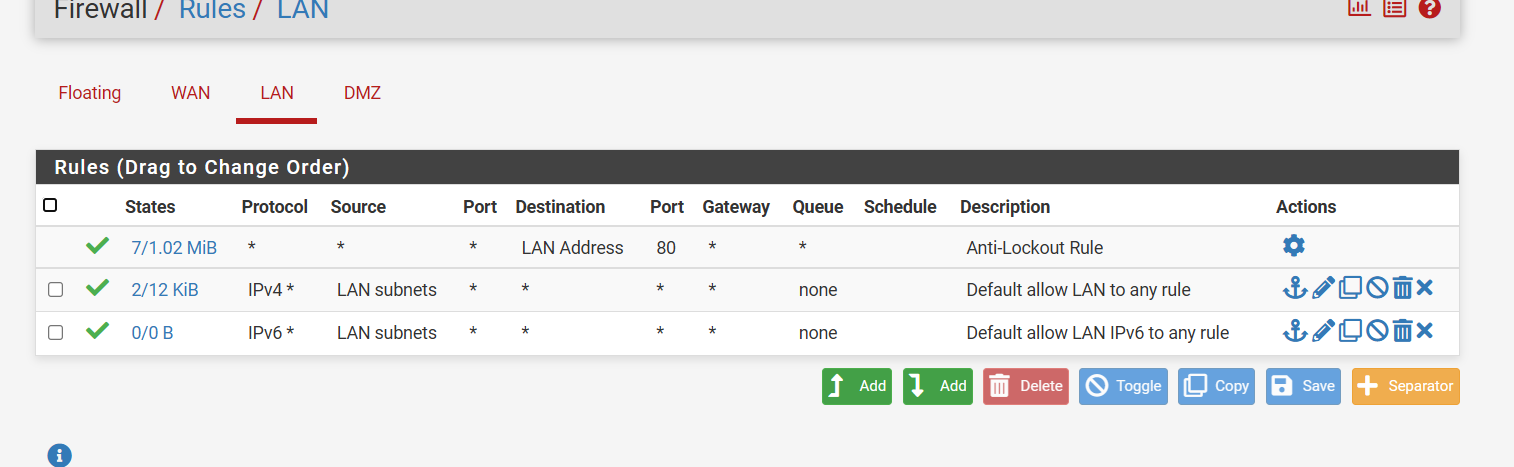 Firewall / Rules / LAN
Floating WAN LAN DMZ
Rules (Drag to Change Order)
States Protocol Source Port Destination Port Gateway Queue Schedule Description Actions
7/1.02 MiB * * * LAN Address 80 * * Anti-Lockout Rule
2/12 KiB IPv4 * LAN subnets * * * * none Default allow LAN to any rule
0/0 B IPv6 * LAN subnets * * * * none Default allow LAN IPv6 to any rule
Add Add Delete Toggle Copy Save Separator